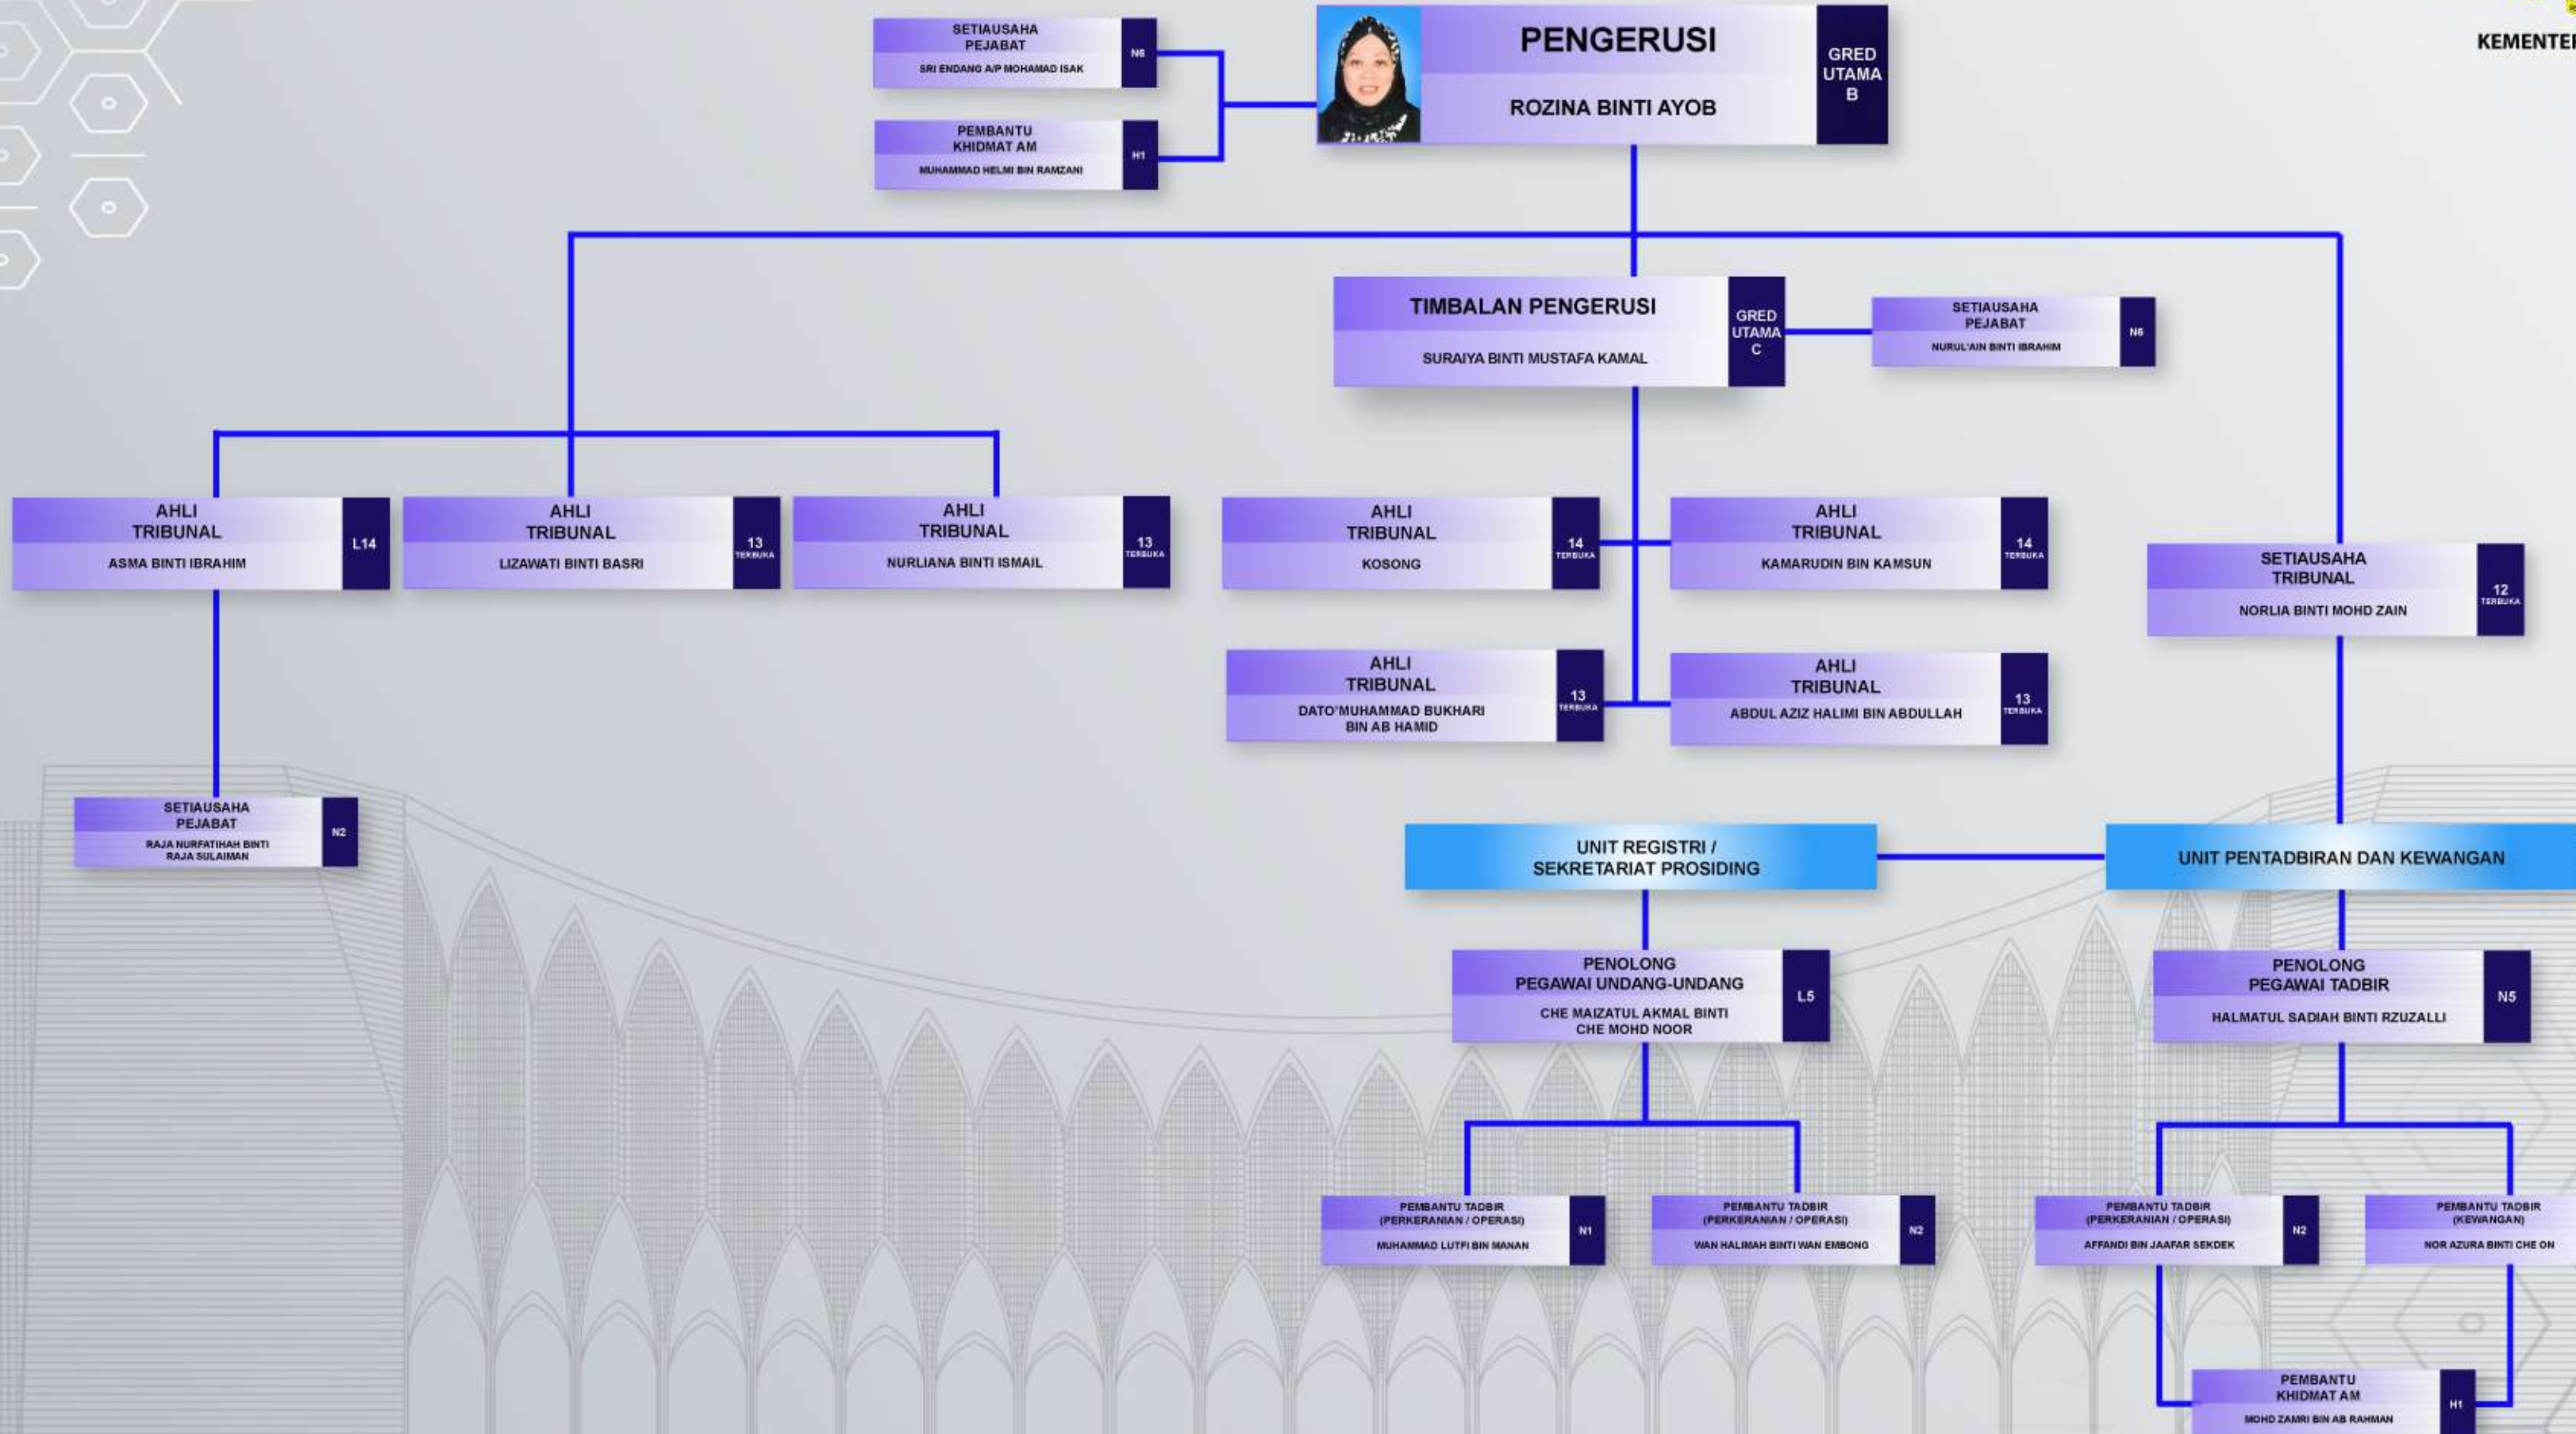 KEMENTER
SETIAUSAHA
PEJABAT
SRI ENDANG A/P MOHAMAD ISAK
N6
PENGERUSI
ROZINA BINTI AYOB
GRED
UTAMA
B
PEMBANTU
KHIDMAT AM
MUHAMMAD HELMI BIN RAMZANI
H1
TIMBALAN PENGERUSI
SURAIYA BINTI MUSTAFA KAMAL
GRED
UTAMA
C
SETIAUSAHA
PEJABAT
NURUL'AIN BINTI IBRAHIM
N6
AHLI
TRIBUNAL
ASMA BINTI IBRAHIM
L14
AHLI
TRIBUNAL
LIZAWATI BINTI BASRI
13
TERBUKA
AHLI
TRIBUNAL
NURLIANA BINTI ISMAIL
13
TERBUKA
AHLI
TRIBUNAL
KOSONG
14
TERBUKA
AHLI
TRIBUNAL
KAMARUDIN BIN KAMSUN
14
TERBUKA
SETIAUSAHA
TRIBUNAL
NORLIA BINTI MOHD ZAIN
12
TERBUKA
AHLI
TRIBUNAL
DATO'MUHAMMAD BUKHARI
BIN AB HAMID
13
TERBUKA
AHLI
TRIBUNAL
ABDUL AZIZ HALIMI BIN ABDULLAH
13
TERBUKA
SETIAUSAHA
PEJABAT
RAJA NURFATIHAH BINTI
RAJA SULAIMAN
N2
UNIT REGISTRI /
SEKRETARIAT PROSIDING
UNIT PENTADBIRAN DAN KEWANGAN
PENOLONG
PEGAWAI UNDANG-UNDANG
CHE MAIZATUL AKMAL BINTI
CHE MOHD NOOR
L5
PENOLONG
PEGAWAI TADBIR
HALMATUL SADIAH BINTI RZUZALLI
N5
PEMBANTU TADBIR
(PERKERANIAN / OPERASI)
MUHAMMAD LUTFI BIN MANAN
N1
PEMBANTU TADBIR
(PERKERANIAN / OPERASI)
WAN HALIMAH BINTI WAN EMBONG
N2
PEMBANTU TADBIR
(PERKERANIAN / OPERASI)
AFFANDI BIN JAAFAR SEKDEK
N2
PEMBANTU TADBIR
(KEWANGAN)
NOR AZURA BINTI CHE ON
PEMBANTU
KHIDMAT AM
MOHD ZAMRI BIN AB RAHMAN
H1